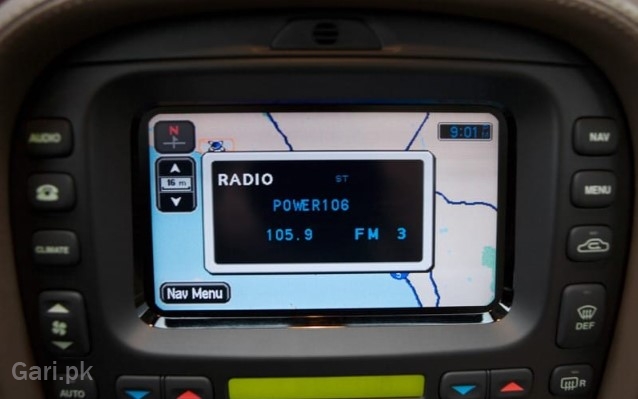 AUDIO
CLIMATE
AUTO
N
16 m
RADIO
ST
POWER106
105.9 FM 3
9:01
Nav Menu
NAV
MENU
DEF
R
Gari.pk